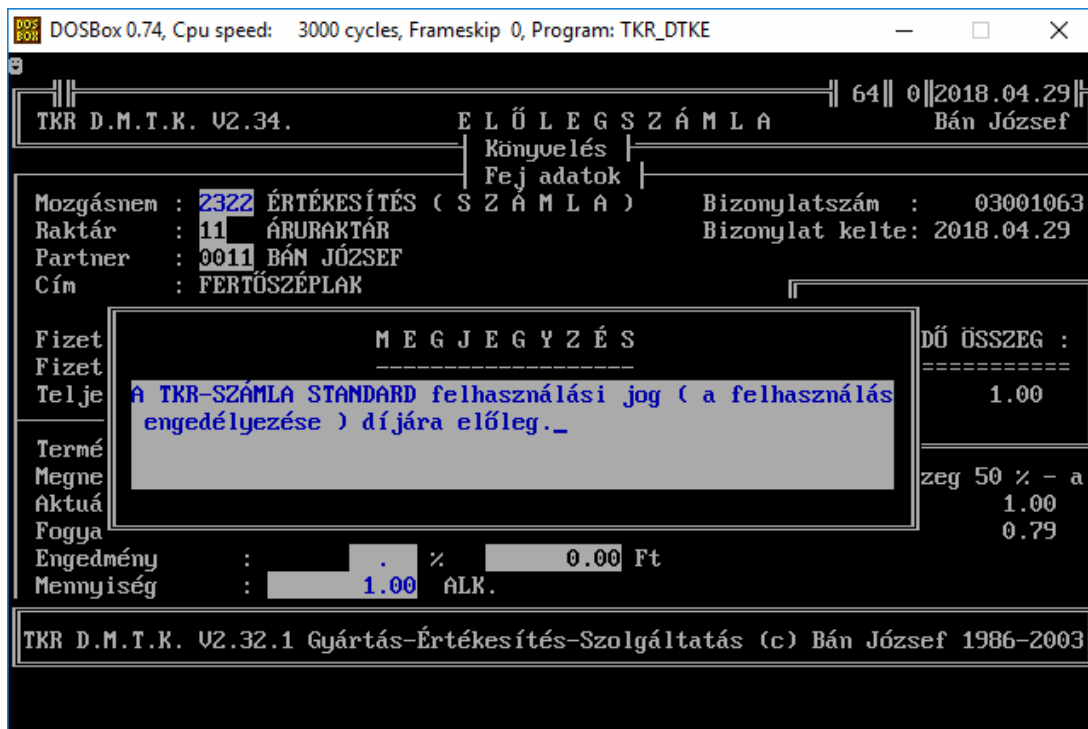 DOSBox 0.74, Cpu speed: 3000 cycles, Frameskip 0, Program: TKR_DTKE
64 0 2018.04.29
TKR D.M.T.K. V2.34. E L Ő L E G S Z Á M L A Bán József
Könyvelés
Fej adatok
Mozgásnem : 2322 ÉRTÉKESÍTÉS ( S Z Á M L A ) Bizonylatszám : 03001063
Raktár : 11 ÁRURAKTÁR Bizonylat kelte: 2018.04.29
Partner : 0011 BÁN JÓZSEF
Cím : FERTŐSZÉPLAK
Fizet M E G J E G Y Z É S DŐ ÖSSZEG :
Fizet ------------------- ===========
Telje A TKR-SZÁMLA STANDARD felhasználási jog ( a felhasználás 1.00
engedélyezése ) díjára előleg._
Termé
Megne zeg 50 % - a
Aktuá 1.00
Fogya 0.79
Engedmény : . % 0.00 Ft
Mennyiség : 1.00 ALK.
TKR D.M.T.K. V2.32.1 Gyártás-Értékesítés-Szolgáltatás (c) Bán József 1986-2003